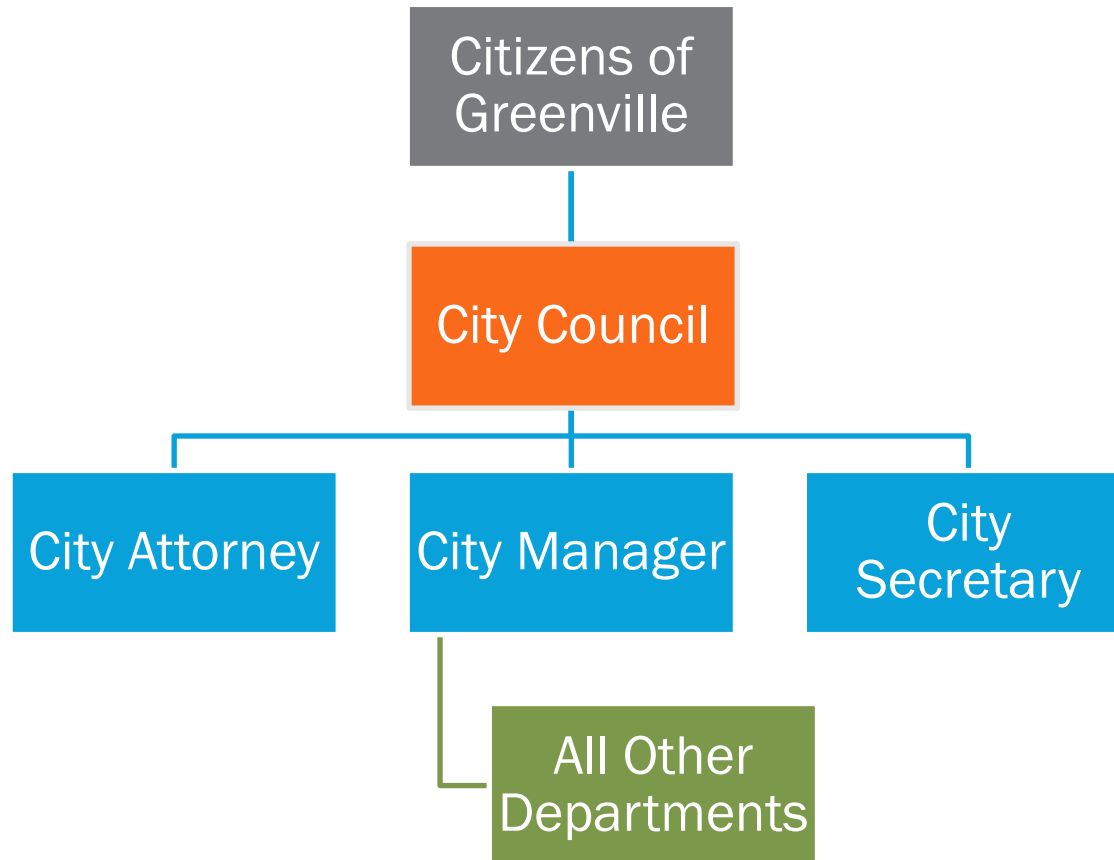 Citizens of
Greenville
City Council
City Attorney
City Manager
City
Secretary
All Other
Departments